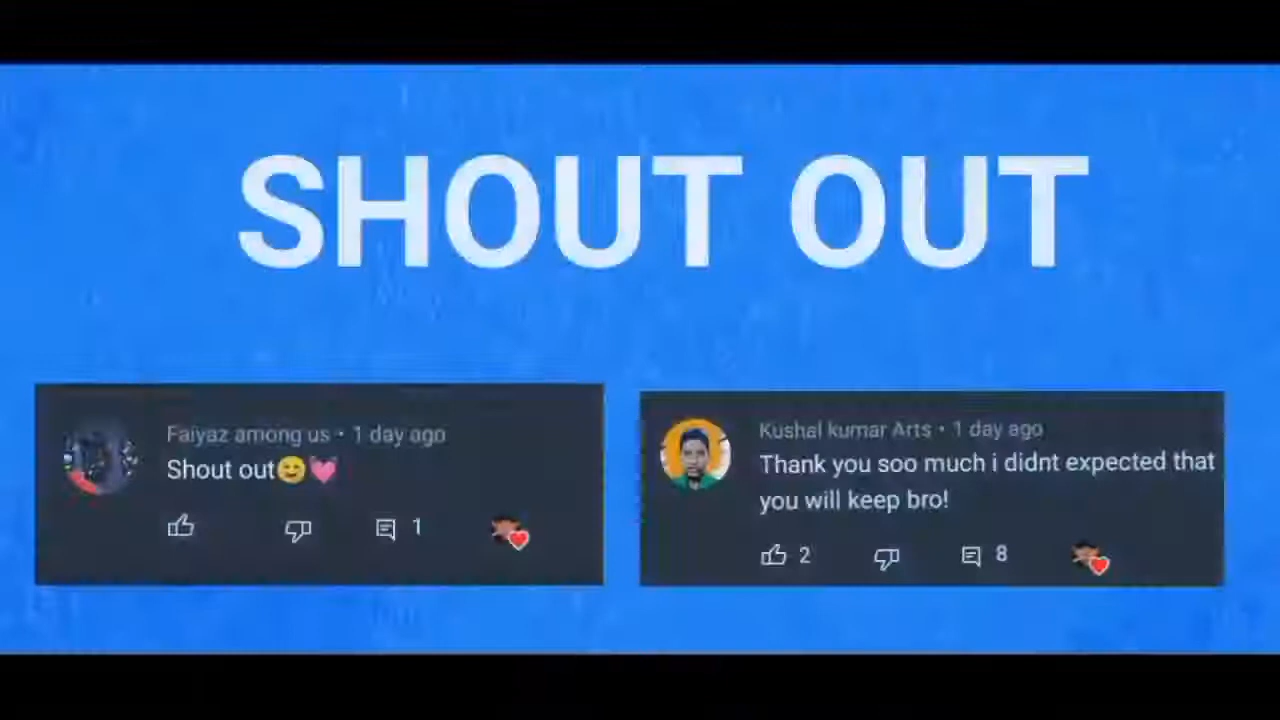 SHOUT OUT
Faiyaz among us • 1 day ago
Shout out😉💓
1
Kushal kumar Arts • 1 day ago
Thank you soo much i didnt expected that
you will keep bro!
2 8